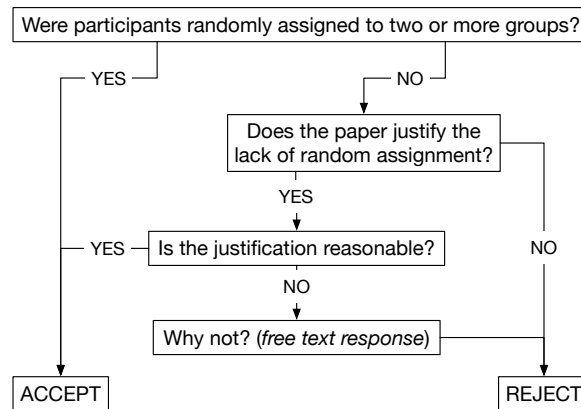 Were participants randomly assigned to two or more groups?
YES
NO
Does the paper justify the
lack of random assignment?
YES
YES
Is the justification reasonable?
NO
NO
Why not? (free text response)
ACCEPT
REJECT